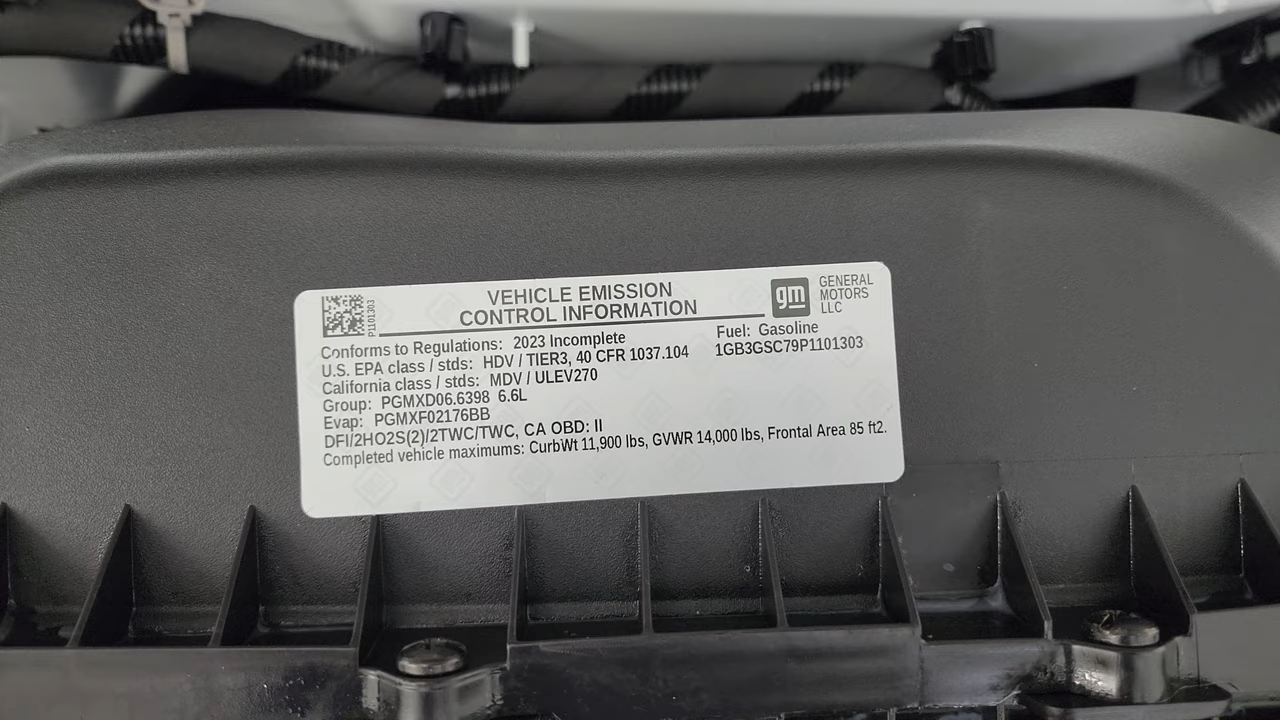 P1101303
VEHICLE EMISSION
CONTROL INFORMATION
gm
GENERAL
MOTORS
LLC
Conforms to Regulations: 2023 Incomplete
Fuel: Gasoline
U.S. EPA class / stds: HDV / TIER3, 40 CFR 1037.104
1GB3GSC79P1101303
California class / stds: MDV / ULEV270
Group: PGMXD06.6398 6.6L
Evap: PGMXF02176BB
DFI/2HO2S(2)/2TWC/TWC, CA OBD: II
Completed vehicle maximums: CurbWt 11,900 lbs, GVWR 14,000 lbs, Frontal Area 85 ft2.